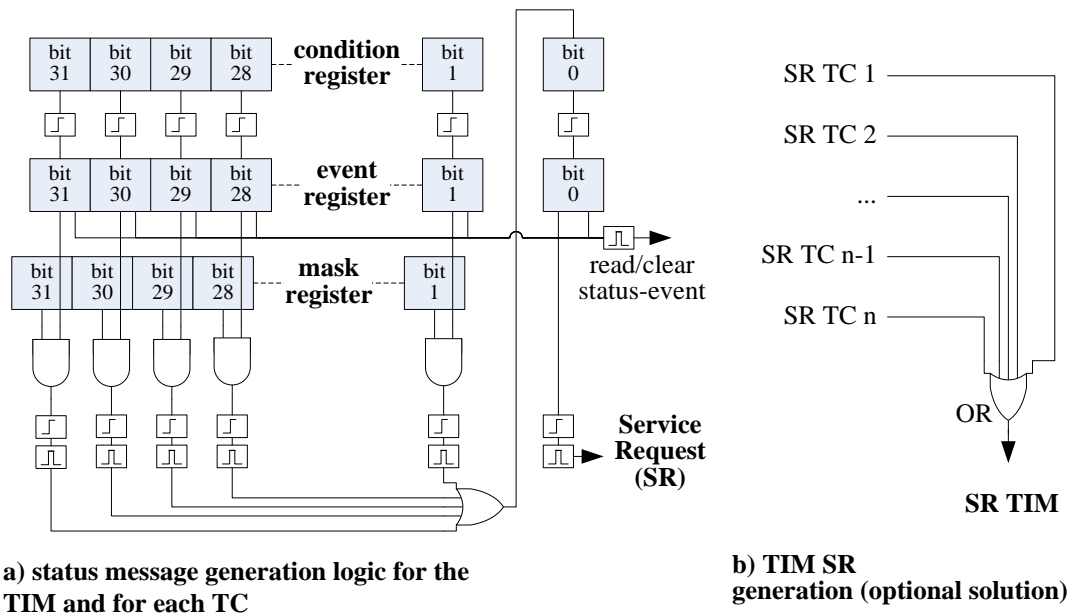 bit
31
bit
30
bit
29
bit
28
condition
register
bit
1
bit
0
event
register
bit
31
bit
30
bit
29
bit
28
bit
1
bit
0
read/clear
status-event
mask
register
bit
31
bit
30
bit
29
bit
28
bit
1
Service
Request
(SR)
a) status message generation logic for the
TIM and for each TC
SR TC 1
SR TC 2
...
SR TC n-1
SR TC n
OR
SR TIM
b) TIM SR
generation (optional solution)